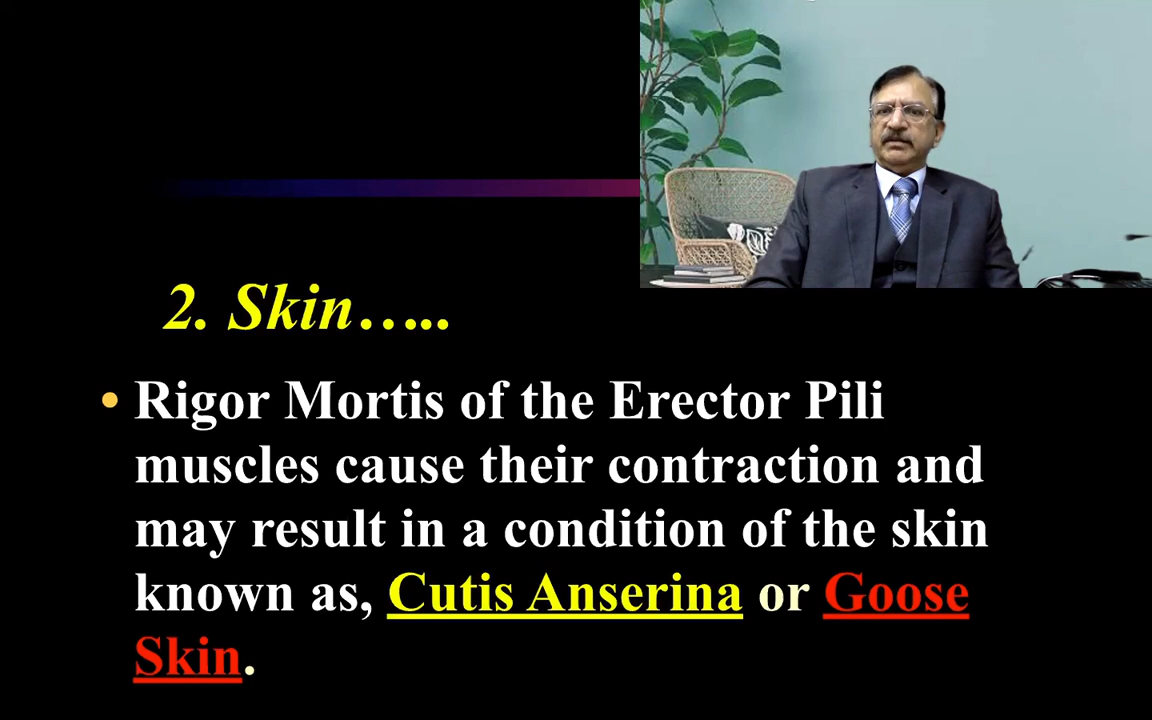 2. Skin…..
• Rigor Mortis of the Erector Pili
muscles cause their contraction and
may result in a condition of the skin
known as, Cutis Anserina or Goose
Skin.